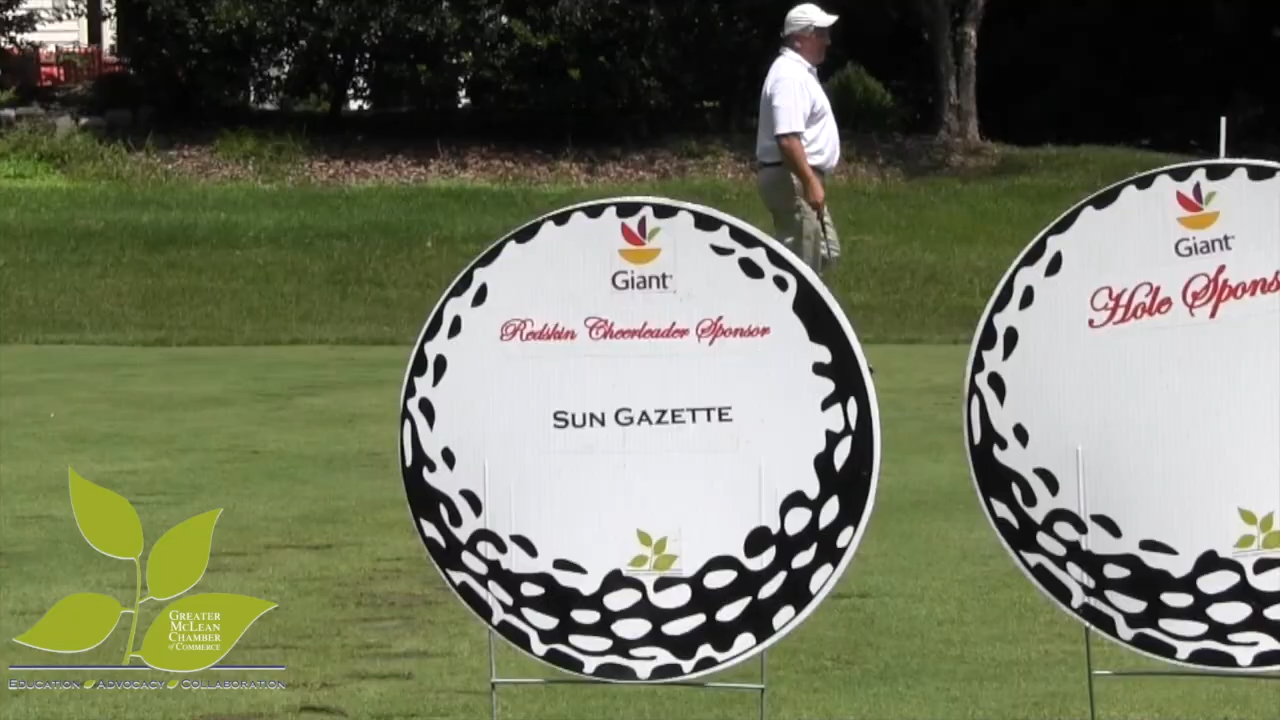 Giant
Redskin Cheerleader Sponsor
SUN GAZETTE
Giant
Hole Spons
GREATER
MCLEAN
CHAMBER
of COMMERCE
EDUCATION ADVOCACY COLLABORATION